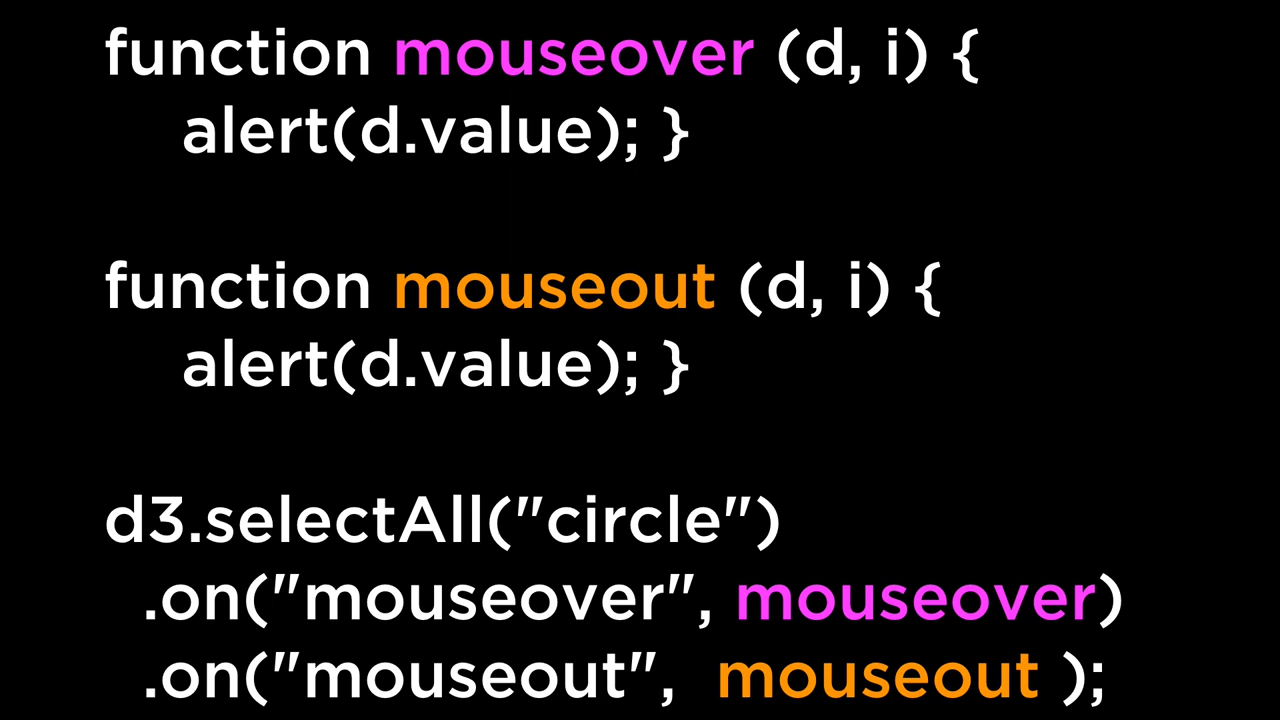 function mouseover (d, i) {
alert(d.value); }
function mouseout (d, i) {
alert(d.value); }
d3.selectAll("circle")
.on("mouseover", mouseover)
.on("mouseout", mouseout );